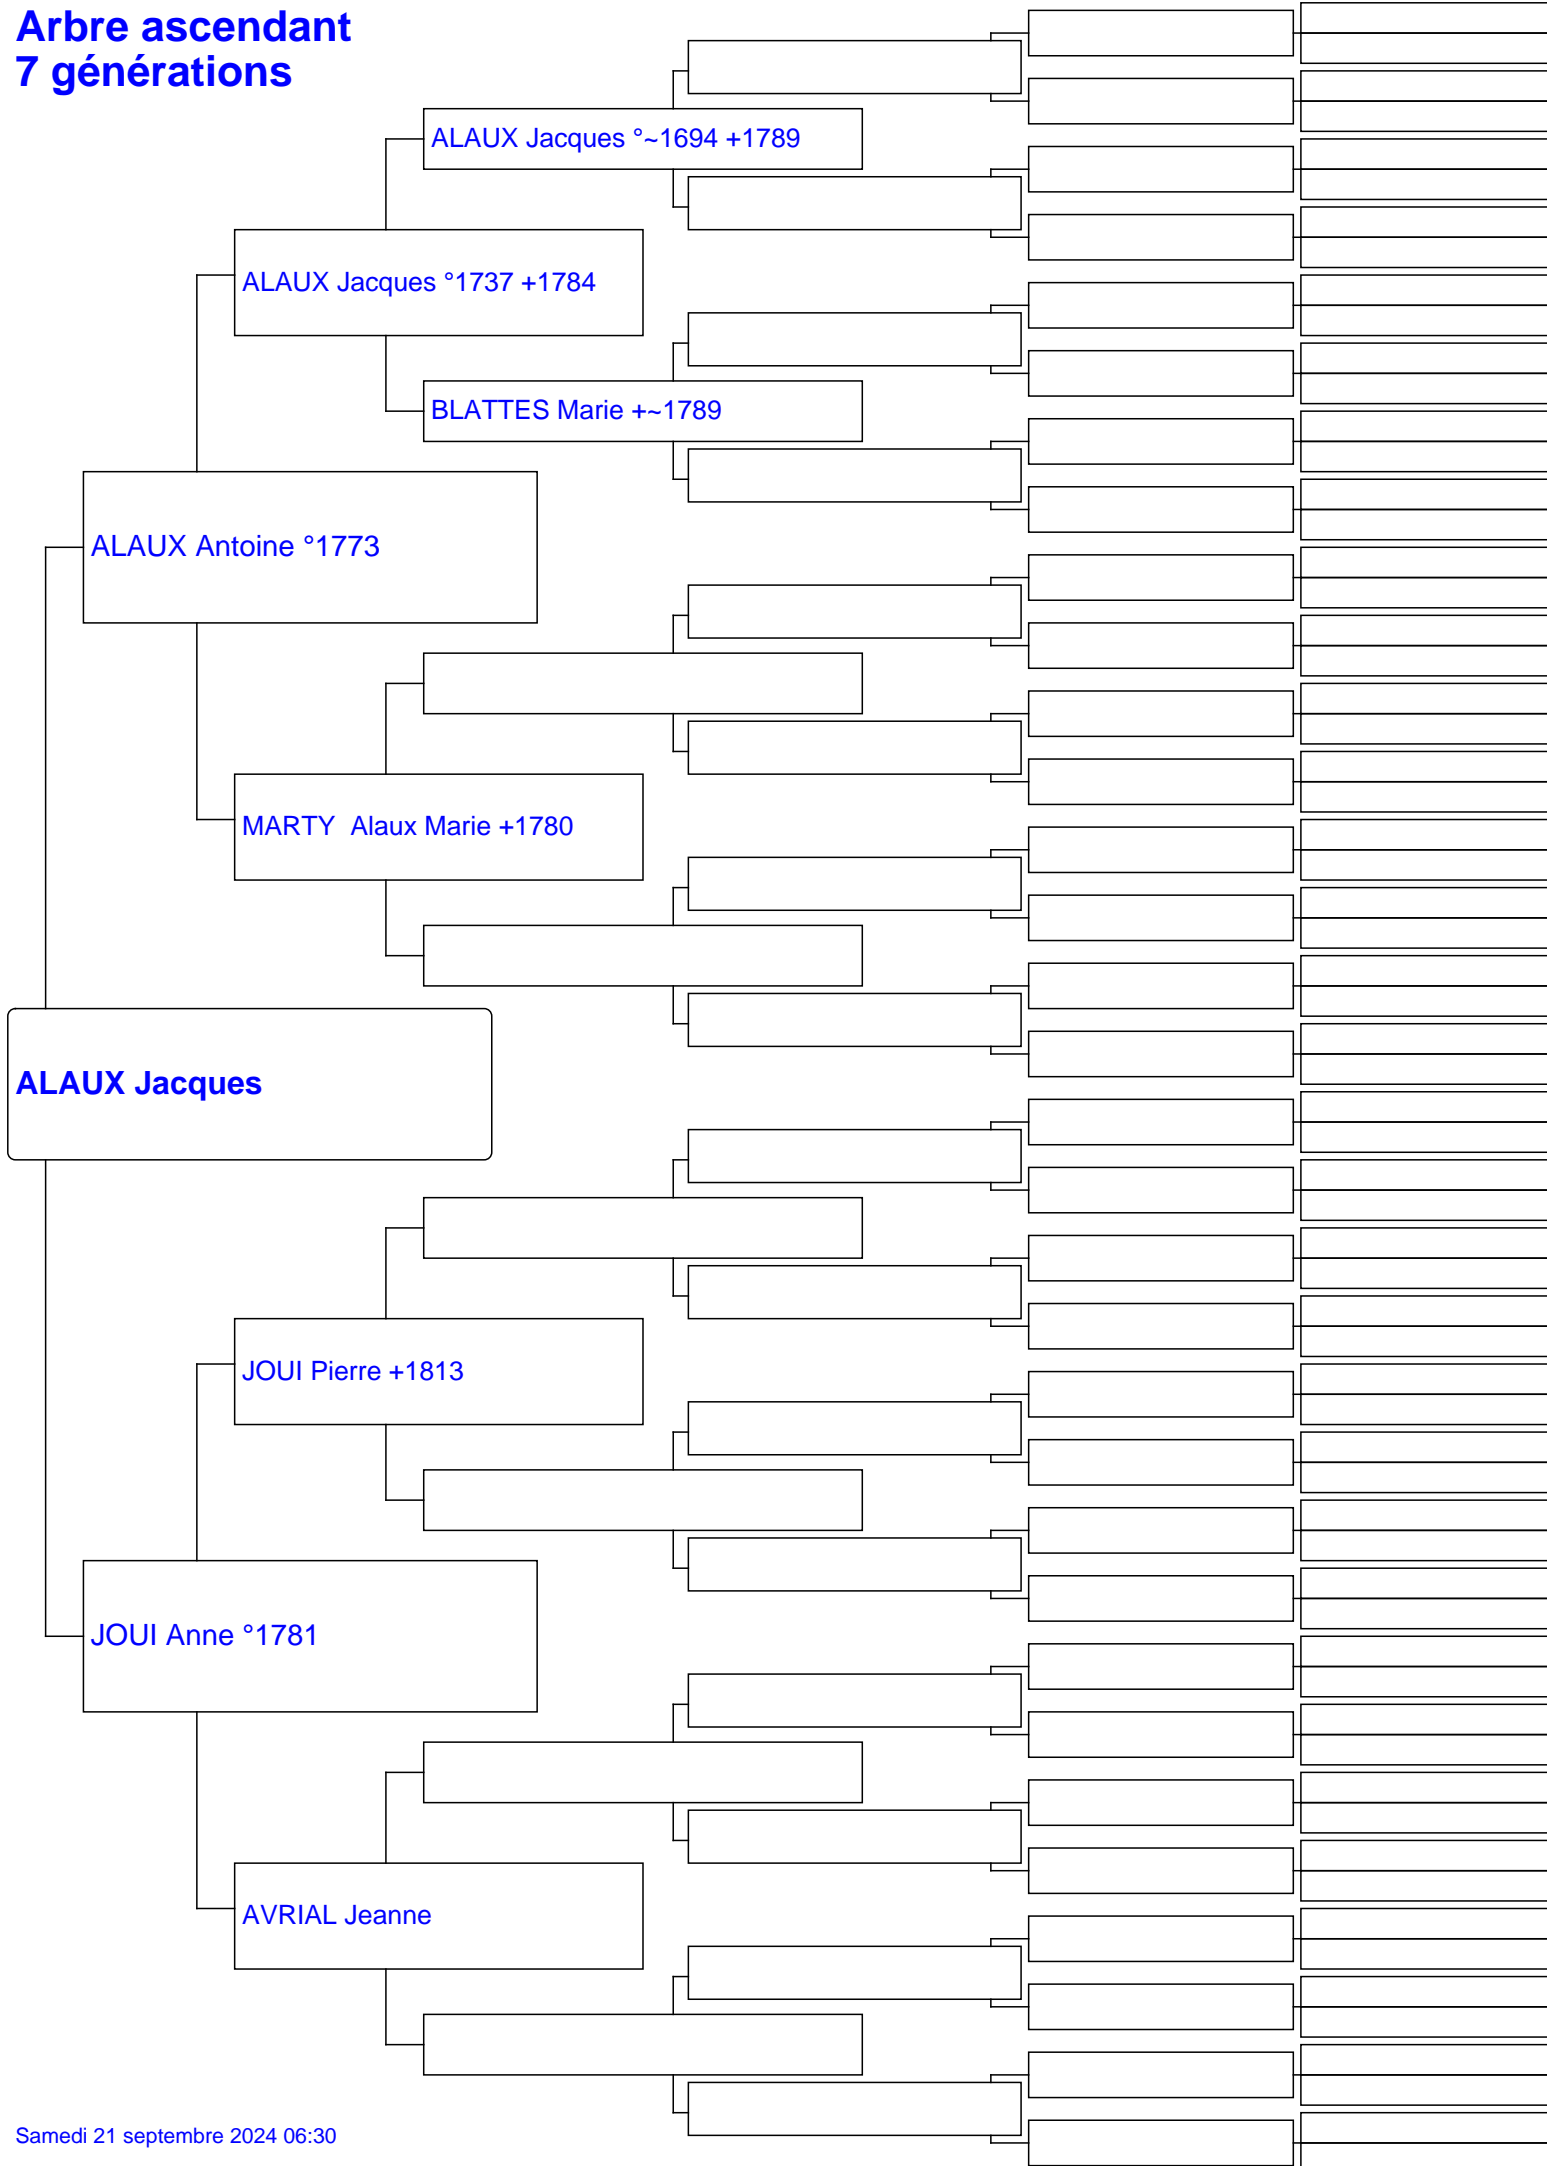 Arbre ascendant
7 générations
ALAUX Jacques °~1694 +1789
ALAUX Jacques °1737 +1784
BLATTES Marie +~1789
ALAUX Antoine °1773
MARTY  Alaux Marie +1780
ALAUX Jacques
JOUI Pierre +1813
JOUI Anne °1781
AVRIAL Jeanne
Samedi 21 septembre 2024 06:30